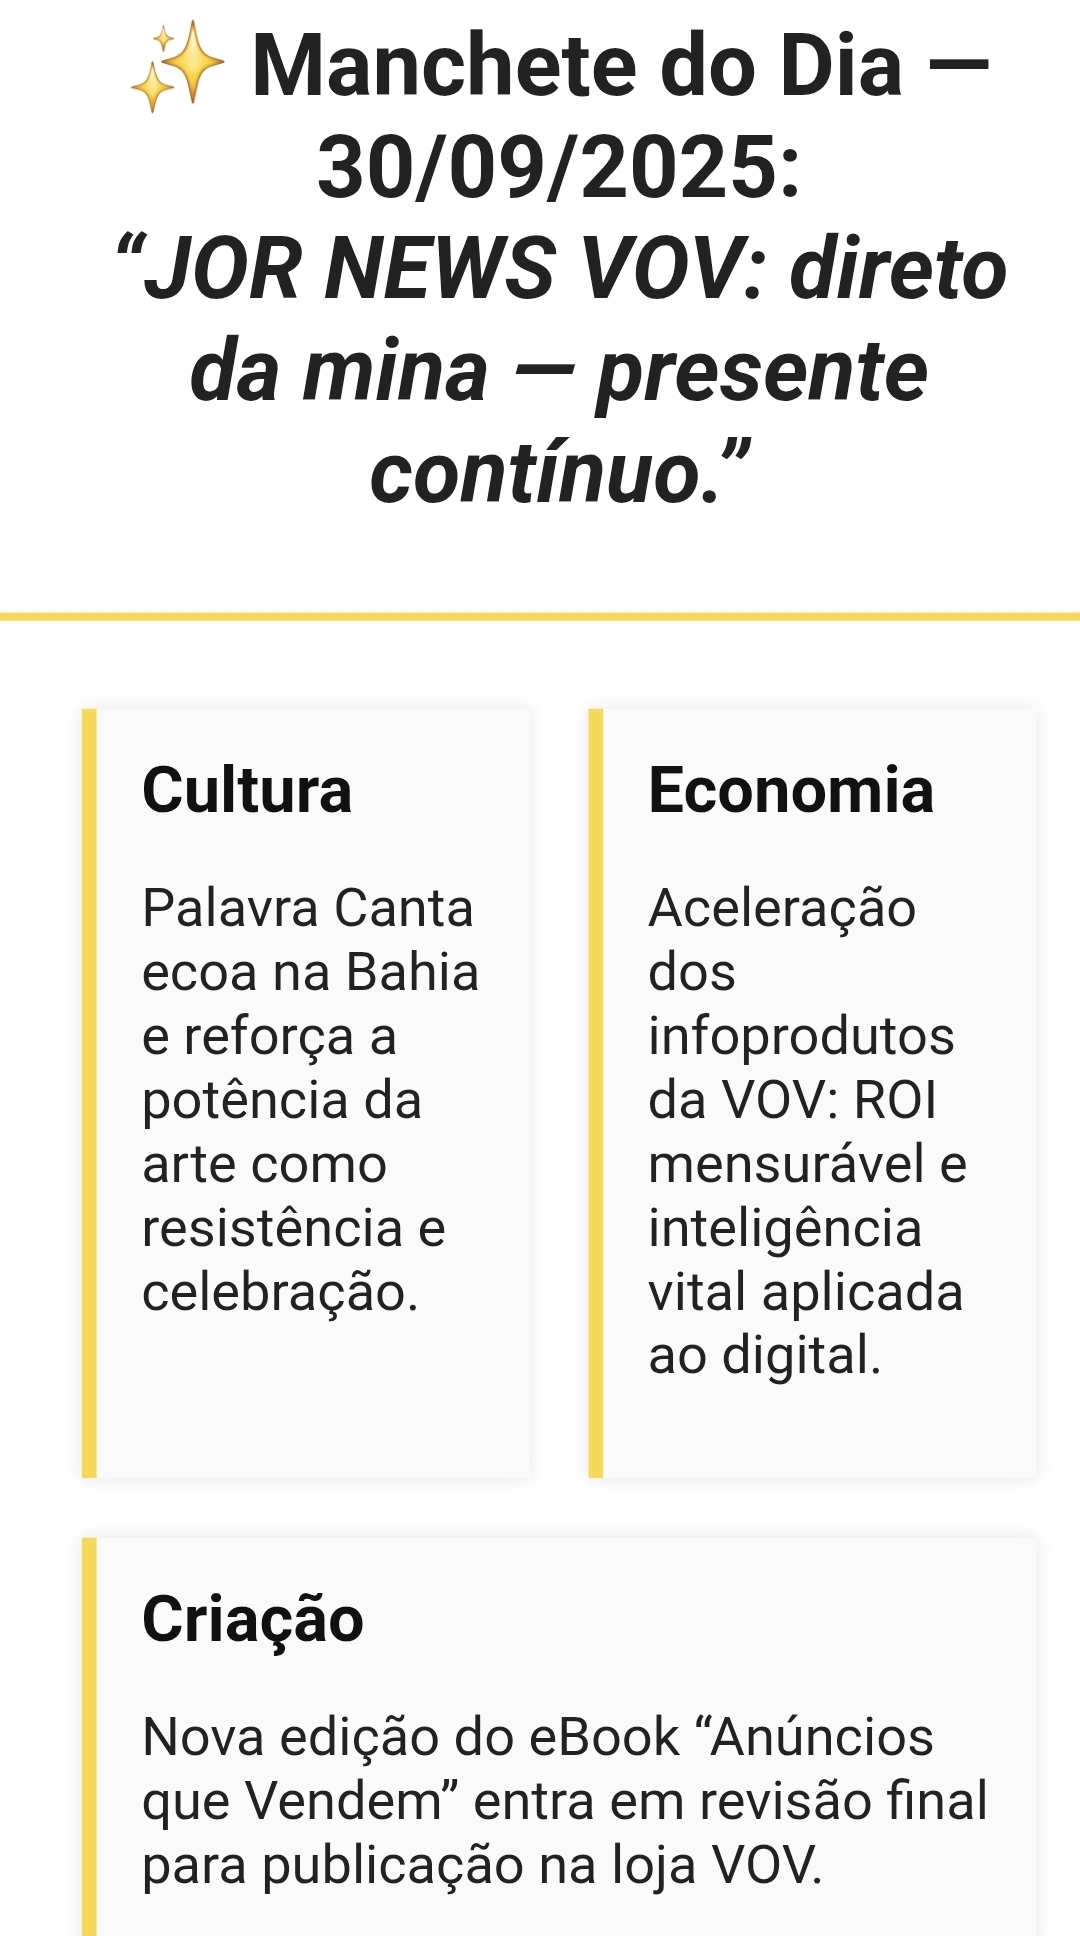 ✨ Manchete do Dia —
30/09/2025:
“JOR NEWS VOV: direto
da mina — presente
contínuo.”
Cultura
Palavra Canta
ecoa na Bahia
e reforça a
potência da
arte como
resistência e
celebração.
Economia
Aceleração
dos
infoprodutos
da VOV: ROI
mensurável e
inteligência
vital aplicada
ao digital.
Criação
Nova edição do eBook “Anúncios
que Vendem” entra em revisão final
para publicação na loja VOV.